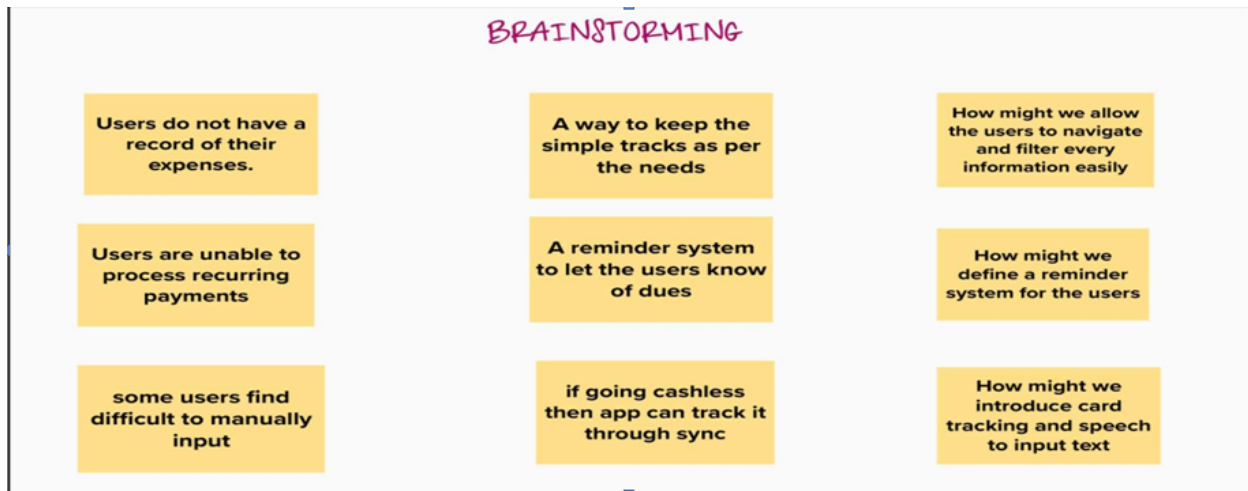 BRAINSTORMING
Users do not have a
record of their
expenses.
A way to keep the
simple tracks as per
the needs
How might we allow
the users to navigate
and filter every
information easily
Users are unable to
process recurring
payments
A reminder system
to let the users know
of dues
How might we
define a reminder
system for the users
some users find
difficult to manually
input
if going cashless
then app can track it
through sync
How might we
introduce card
tracking and speech
to input text